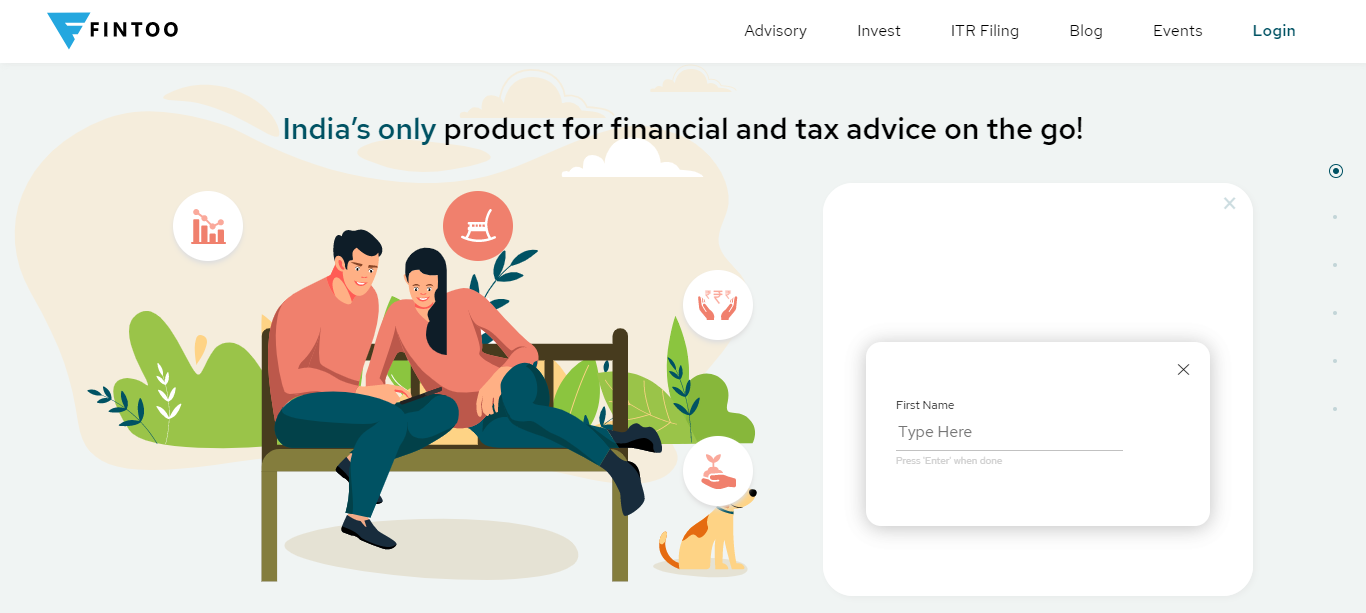 FINTOO
Advisory
Invest
ITR Filing
Blog
Events
Login
India's only product for financial and tax advice on the go!
First Name
Type Here
Press 'Enter' when done